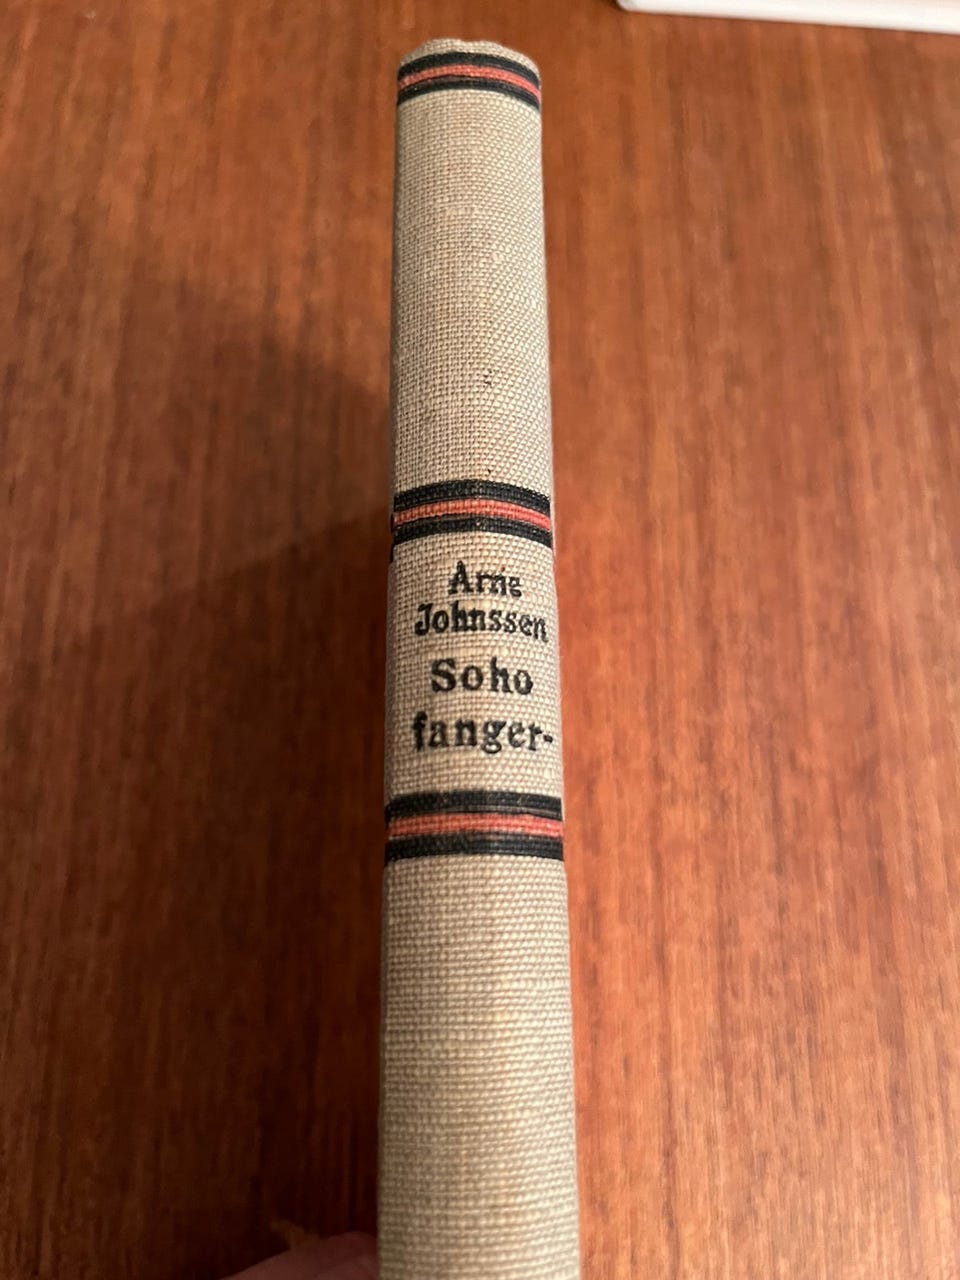 Arne
Johnssen
Soho
fanger-